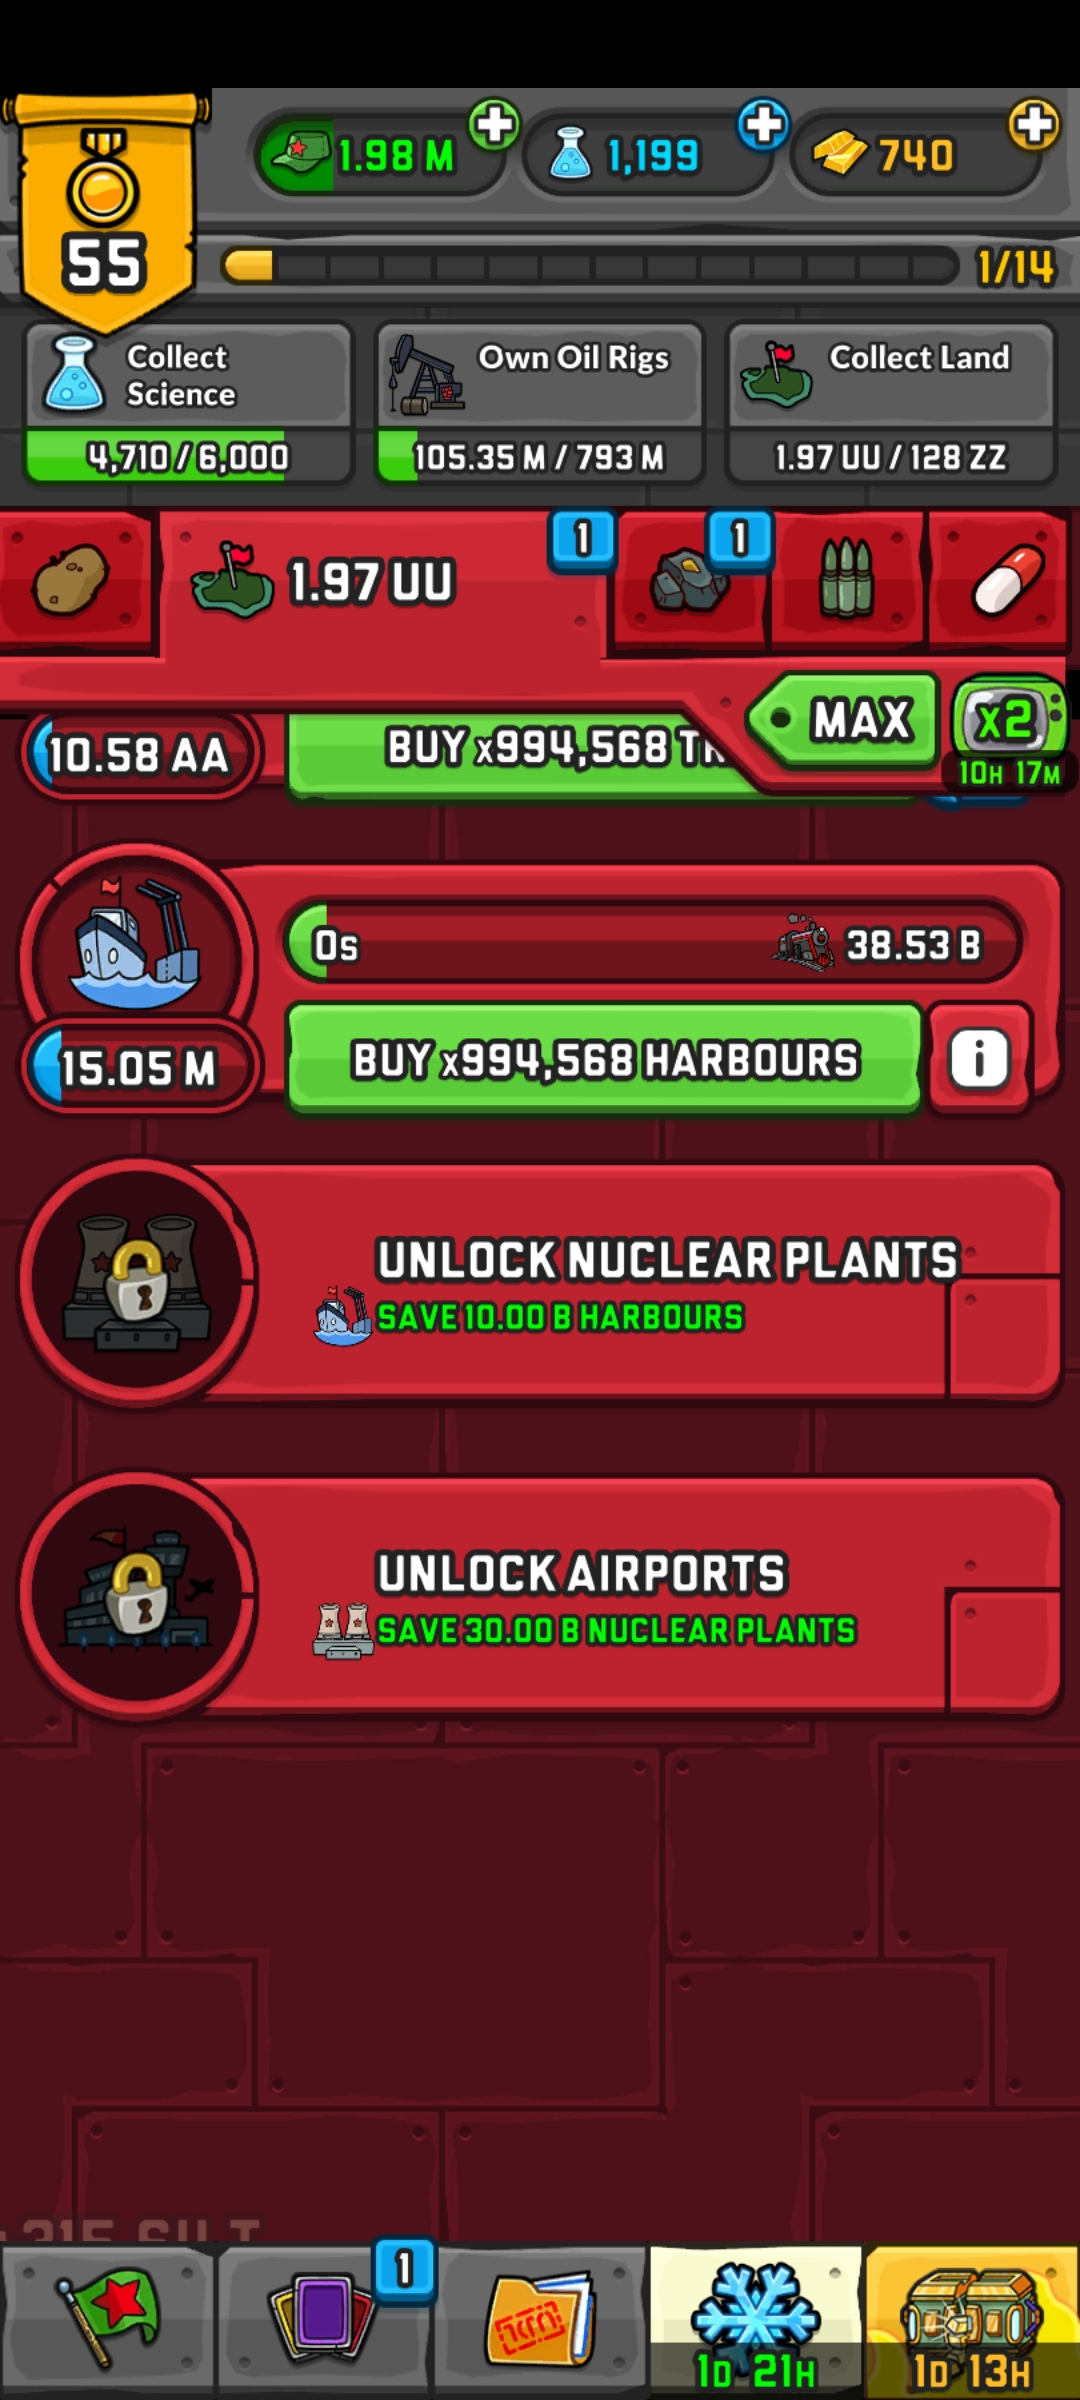 1.98 M
1,199
740
55
1/14
Collect
Science
Own Oil Rigs
Collect Land
4,710 / 6,000
105.35 M / 793 M
1.97 UU / 128 ZZ
1.97 UU
1
1
MAX
x2
10H 17M
10.58 AA
BUY x994,568
0s
38.53 B
15.05 M
BUY x994,568 HARBOURS
i
UNLOCK NUCLEAR PLANTS
SAVE 10.00 B HARBOURS
UNLOCK AIRPORTS
SAVE 30.00 B NUCLEAR PLANTS
1
1D 21H
1D 13H